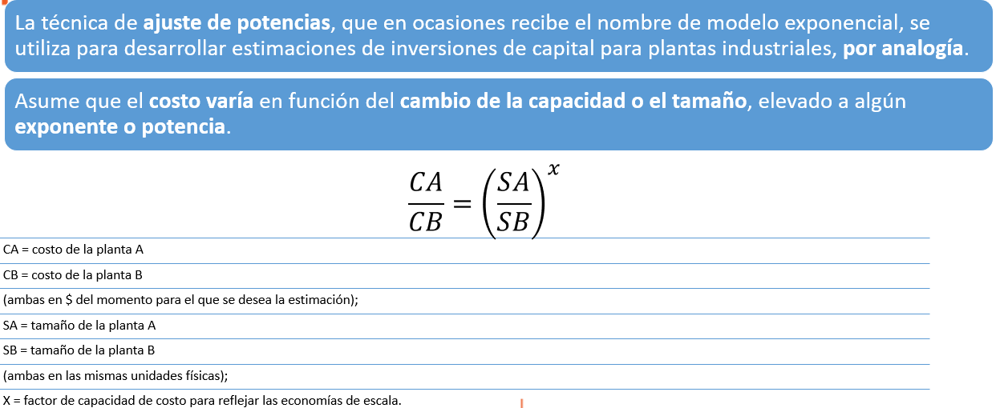 La técnica de ajuste de potencias, que en ocasiones recibe el nombre de modelo exponencial, se
utiliza para desarrollar estimaciones de inversiones de capital para plantas industriales, por analogía.
Asume que el costo varía en función del cambio de la capacidad o el tamaño, elevado a algún
exponente o potencia.
CA/CB = (SA/SB)^x
CA = costo de la planta A
CB = costo de la planta B
(ambas en $ del momento para el que se desea la estimación);
SA = tamaño de la planta A
SB = tamaño de la planta B
(ambas en las mismas unidades físicas);
X = factor de capacidad de costo para reflejar las economías de escala.